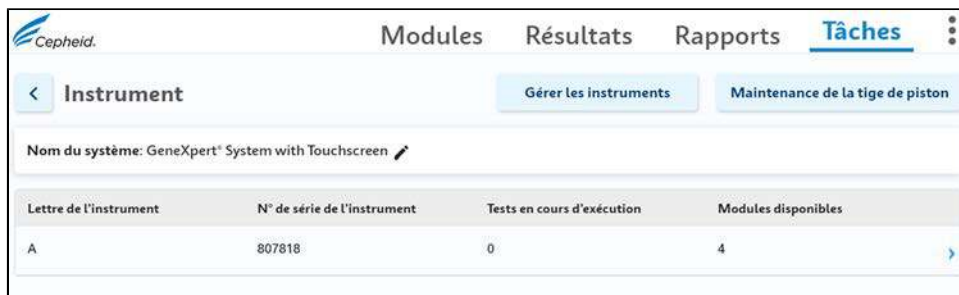 Cepheid.
Modules Résultats Rapports Tâches
Instrument Gérer les instruments Maintenance de la tige de piston
Nom du système: GeneXpert® System with Touchscreen
Lettre de l'instrument N° de série de l'instrument Tests en cours d'exécution Modules disponibles
A 807818 0 4